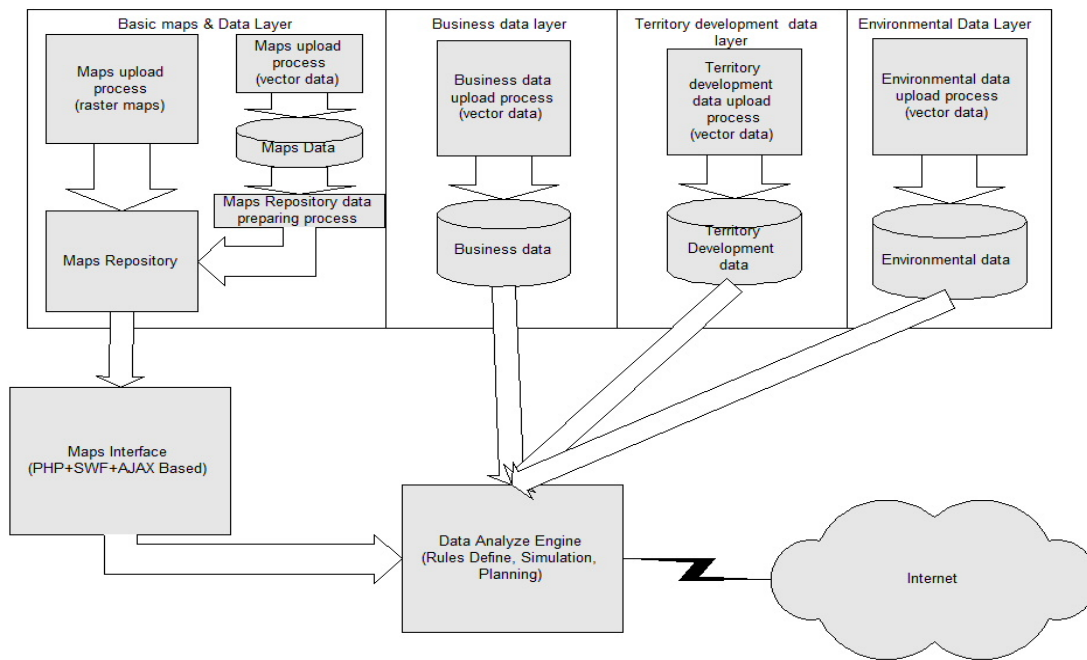 Basic maps & Data Layer
Business data layer
Territory development data
layer
Environmental Data Layer
Maps upload
process
(raster maps)
Maps upload
process
(vector data)
Maps Data
Maps Repository data
preparing process
Maps Repository
Business data
upload process
(vector data)
Business data
Territory
development
data upload
process
(vector data)
Territory
Development
data
Environmental data
upload process
(vector data)
Environmental data
Maps Interface
(PHP+SWF+AJAX Based)
Data Analyze Engine
(Rules Define, Simulation,
Planning)
Internet